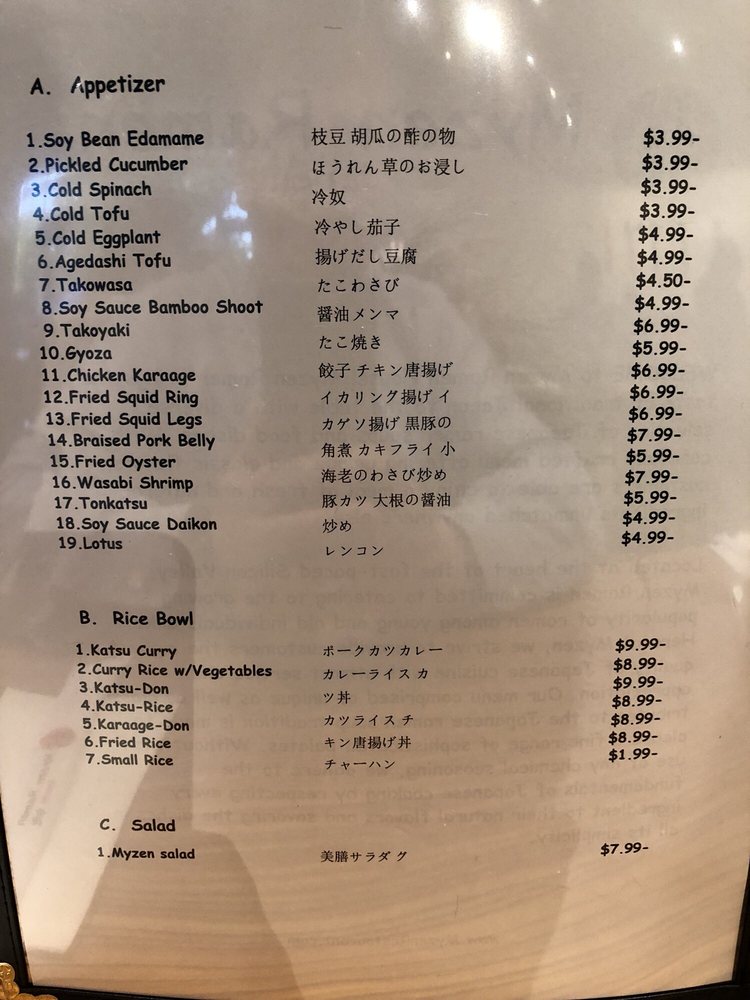 A. Appetizer
1.Soy Bean Edamame 枝豆 胡瓜の酢の物 $3.99-
2.Pickled Cucumber ほうれん草のお浸し $3.99-
3.Cold Spinach 冷奴 $3.99-
4.Cold Tofu 冷やし茄子 $3.99-
5.Cold Eggplant 揚げだし豆腐 $4.99-
6.Agedashi Tofu たこわさび $4.99-
7.Takowasa 醤油メンマ $4.50-
8.Soy Sauce Bamboo Shoot たこ焼き $4.99-
9.Takoyaki 餃子 チキン唐揚げ $6.99-
10.Gyoza イカリング揚げ イ $5.99-
11.Chicken Karaage カゲソ揚げ 黒豚の $6.99-
12.Fried Squid Ring 角煮 カキフライ 小 $6.99-
13.Fried Squid Legs 海老のわさび炒め $6.99-
14.Braised Pork Belly 豚カツ 大根の醤油 $7.99-
15.Fried Oyster 炒め $5.99-
16.Wasabi Shrimp レンコン $7.99-
17.Tonkatsu $5.99-
18.Soy Sauce Daikon $4.99-
19.Lotus $4.99-
B. Rice Bowl
1.Katsu Curry ポークカツカレー $9.99-
2.Curry Rice w/Vegetables カレーライス カ $8.99-
3.Katsu-Don ツ丼 $9.99-
4.Katsu-Rice カツライス チ $8.99-
5.Karaage-Don キン唐揚げ丼 $8.99-
6.Fried Rice チャーハン $8.99-
7.Small Rice $1.99-
C. Salad
1.Myzen salad 美膳サラダ グ $7.99-